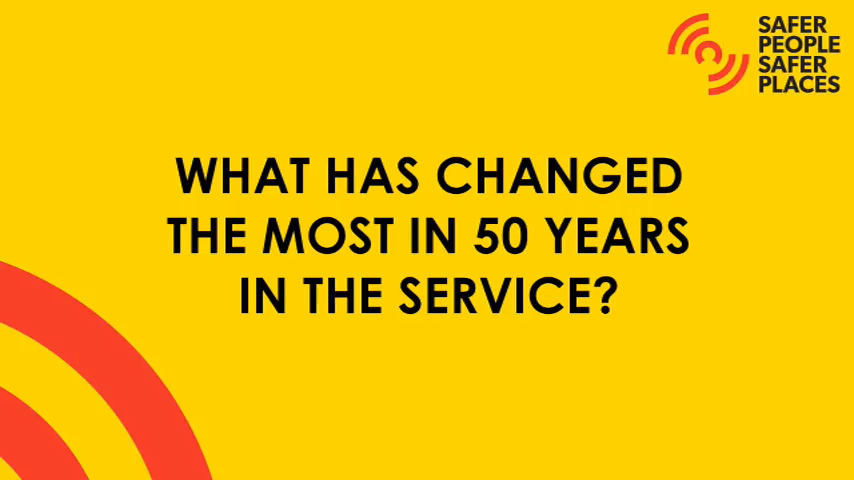 SAFER
PEOPLE
SAFER
PLACES
WHAT HAS CHANGED
THE MOST IN 50 YEARS
IN THE SERVICE?